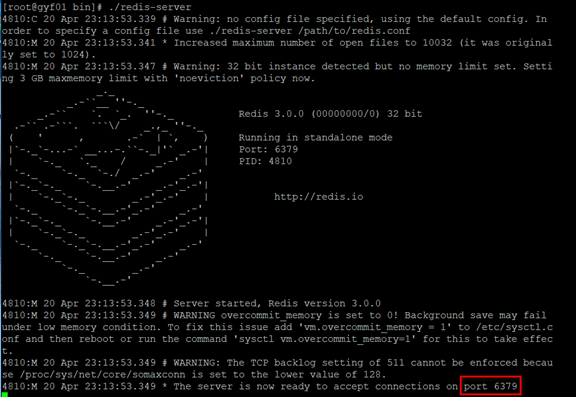 [root@gyf01 bin]# ./redis-server
4810:C 20 Apr 23:13:53.339 # Warning: no config file specified, using the default config. In
order to specify a config file use ./redis-server /path/to/redis.conf
4810:M 20 Apr 23:13:53.341 * Increased maximum number of open files to 10032 (it was original
ly set to 1024).
4810:M 20 Apr 23:13:53.347 # Warning: 32 bit instance detected but no memory limit set. Setti
ng 3 GB maxmemory limit with 'noeviction' policy now.
Redis 3.0.0 (00000000/0) 32 bit
Running in standalone mode
Port: 6379
PID: 4810
http://redis.io
4810:M 20 Apr 23:13:53.348 # Server started, Redis version 3.0.0
4810:M 20 Apr 23:13:53.349 # WARNING overcommit_memory is set to 0! Background save may fail
under low memory condition. To fix this issue add 'vm.overcommit_memory = 1' to /etc/sysctl.c
onf and then reboot or run the command 'sysctl vm.overcommit_memory=1' for this to take effec
t.
4810:M 20 Apr 23:13:53.349 # WARNING: The TCP backlog setting of 511 cannot be enforced becau
se /proc/sys/net/core/somaxconn is set to the lower value of 128.
4810:M 20 Apr 23:13:53.349 * The server is now ready to accept connections on port 6379